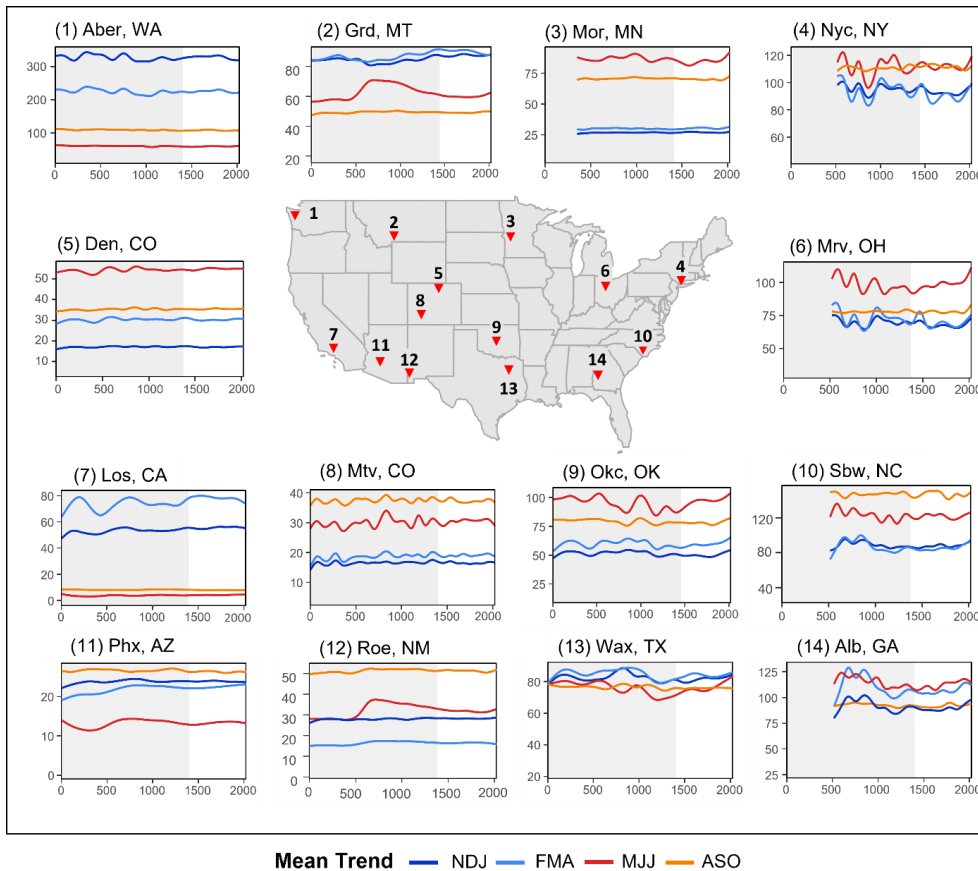 (1) Aber, WA
(2) Grd, MT
(3) Mor, MN
(4) Nyc, NY
300
200
100
0 500 1000 1500 2000
80
60
40
20
0 500 1000 1500 2000
75
50
25
0 500 1000 1500 2000
120
100
80
60
0 500 1000 1500 2000
(5) Den, CO
50
40
30
20
10
0 500 1000 1500 2000
1
2
3
4
5
6
7
8
9
10
11
12
13
14
(6) Mrv, OH
100
75
50
0 500 1000 1500 2000
(7) Los, CA
80
60
40
20
0
0 500 1000 1500 2000
(8) Mtv, CO
40
30
20
10
0 500 1000 1500 2000
(9) Okc, OK
100
75
50
25
0 500 1000 1500 2000
(10) Sbw, NC
120
80
40
0 500 1000 1500 2000
(11) Phx, AZ
20
10
0
0 500 1000 1500 2000
(12) Roe, NM
50
40
30
20
10
0
0 500 1000 1500 2000
(13) Wax, TX
80
60
40
20
0 500 1000 1500 2000
(14) Alb, GA
125
100
75
50
25
0 500 1000 1500 2000
Mean Trend NDJ FMA MJJ ASO